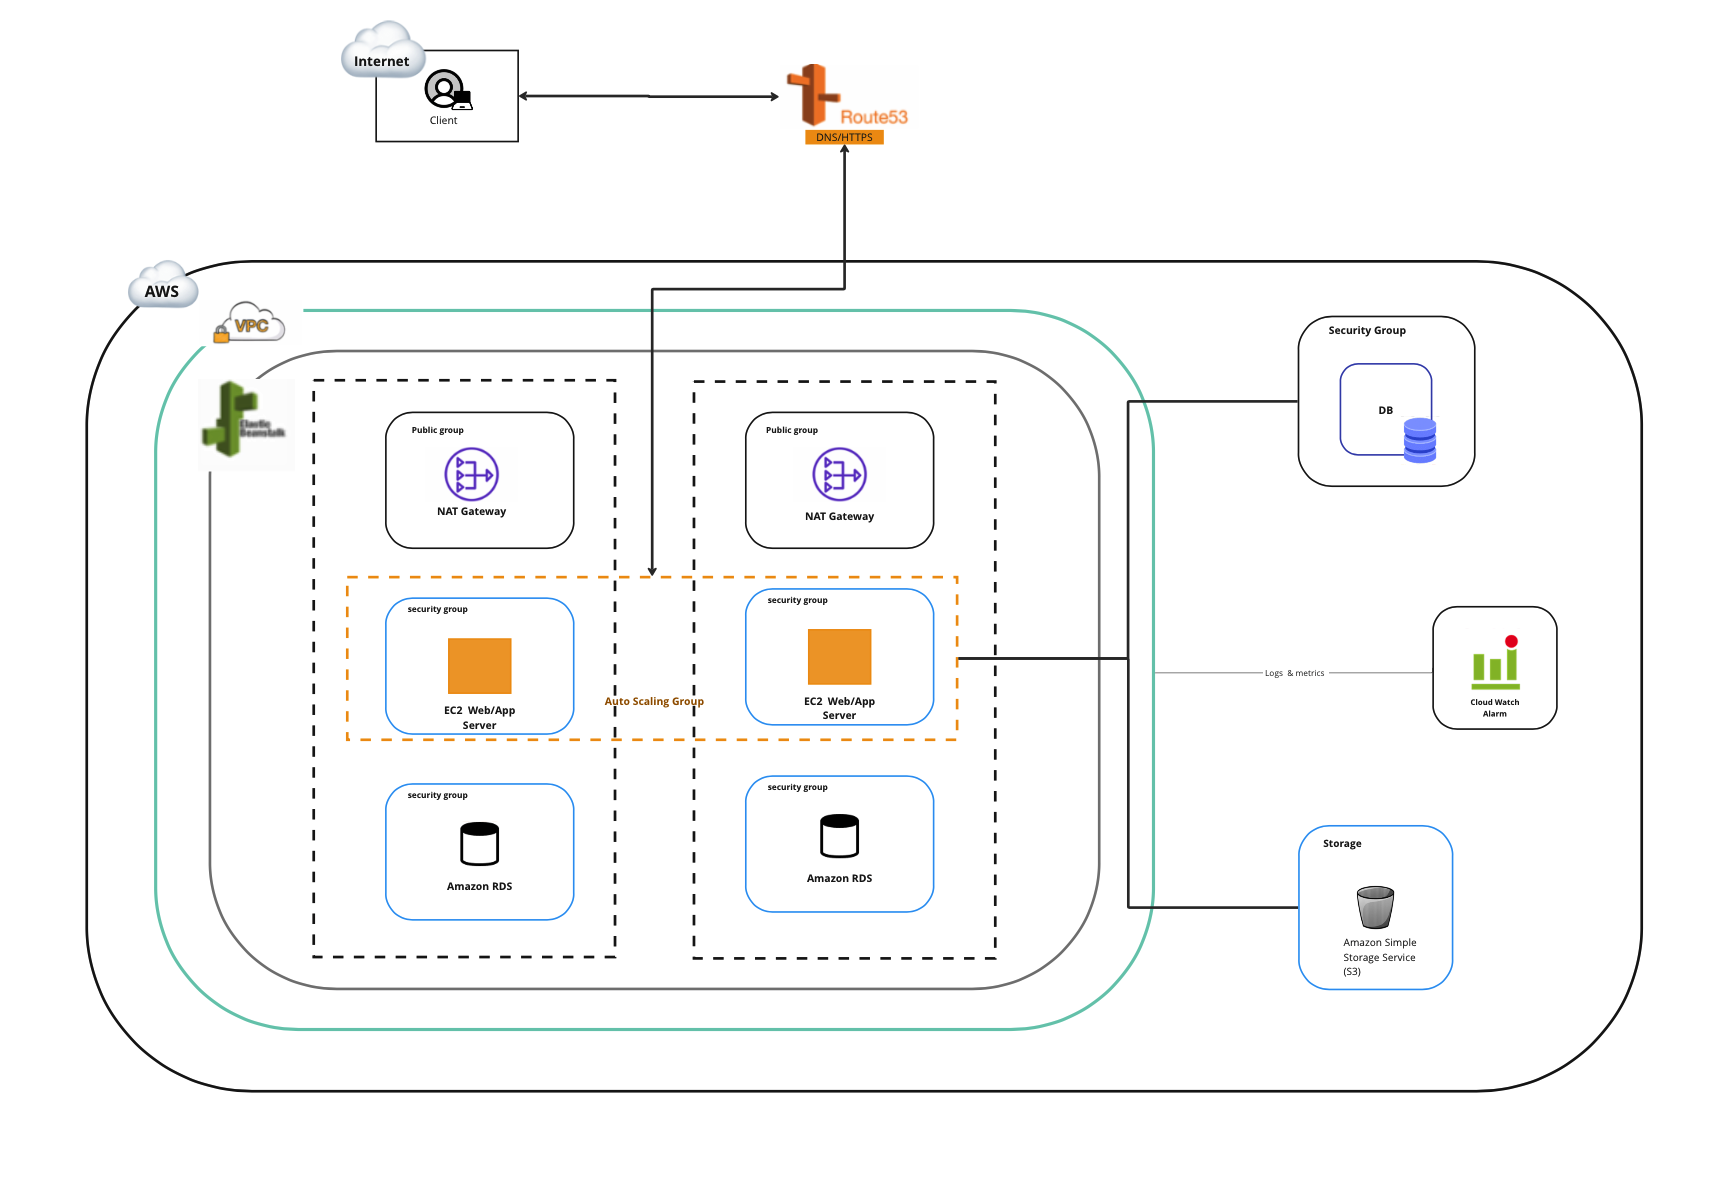 Internet
Client
Route53
DNS/HTTPS
AWS
VPC
Elastic
Beanstalk
Public group
NAT Gateway
Public group
NAT Gateway
security group
EC2 Web/App
Server
Auto Scaling Group
security group
EC2 Web/App
Server
security group
Amazon RDS
security group
Amazon RDS
Security Group
DB
Logs & metrics
Cloud Watch
Alarm
Storage
Amazon Simple
Storage Service
(S3)